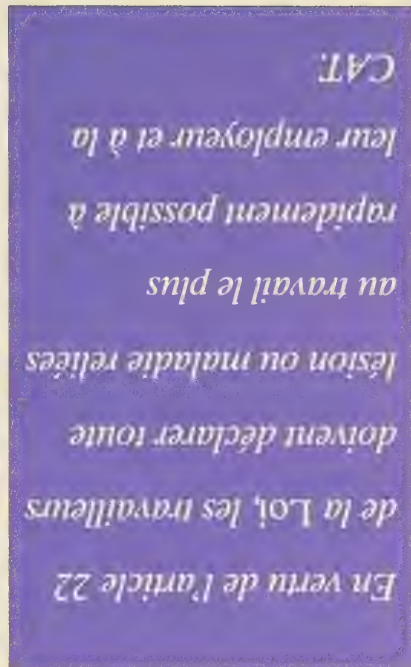 En vertu de l'article 22
de la Loi, les travailleurs
doivent déclarer toute
lésion ou maladie reliées
au travail le plus
rapidement possible à
leur employeur et à la
CAT.